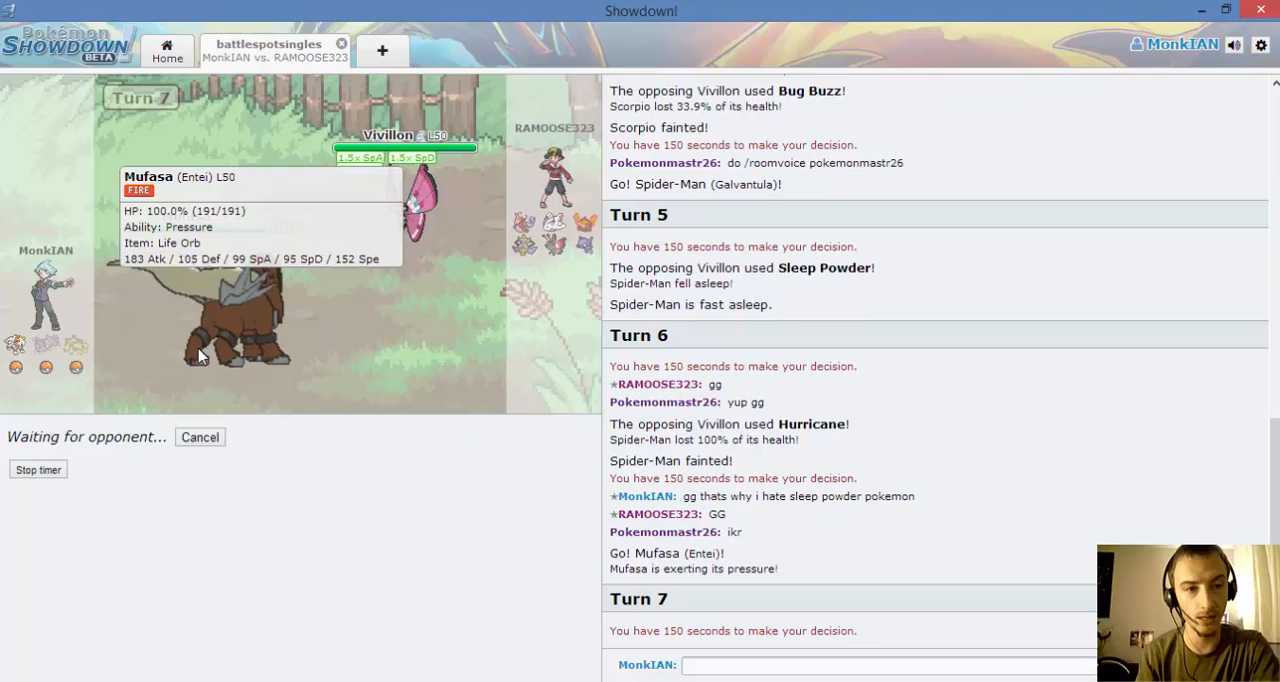 Showdown!
Pokémon
SHOWDOWN
BETA
Home
battlespotsingles
MonkIAN vs. RAMOOSE323
+
MonkIAN
Turn 7
Vivillon L50
1.5x SpA 1.5x SpD
RAMOOSE323
Mufasa (Entei) L50
FIRE
HP: 100.0% (191/191)
Ability: Pressure
Item: Life Orb
183 Atk / 105 Def / 99 SpA / 95 SpD / 152 Spe
MonkIAN
Waiting for opponent... Cancel
Stop timer
The opposing Vivillon used Bug Buzz!
Scorpio lost 33.9% of its health!
Scorpio fainted!
You have 150 seconds to make your decision.
Pokemonmastr26: do /roomvoice pokemonmastr26
Go! Spider-Man (Galvantula)!
Turn 5
You have 150 seconds to make your decision.
The opposing Vivillon used Sleep Powder!
Spider-Man fell asleep!
Spider-Man is fast asleep.
Turn 6
You have 150 seconds to make your decision.
★RAMOOSE323: gg
Pokemonmastr26: yup gg
The opposing Vivillon used Hurricane!
Spider-Man lost 100% of its health!
Spider-Man fainted!
You have 150 seconds to make your decision.
★MonkIAN: gg thats why i hate sleep powder pokemon
★RAMOOSE323: GG
Pokemonmastr26: ikr
Go! Mufasa (Entei)!
Mufasa is exerting its pressure!
Turn 7
You have 150 seconds to make your decision.
MonkIAN: